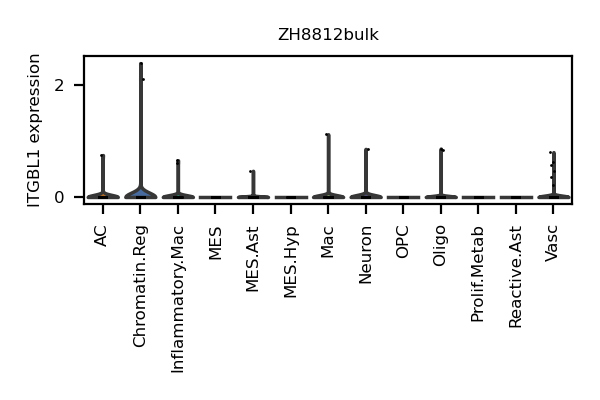 ZH8812bulk
ITGBL1 expression
2
0
AC
Chromatin.Reg
Inflammatory.Mac
MES
MES.Ast
MES.Hyp
Mac
Neuron
OPC
Oligo
Prolif.Metab
Reactive.Ast
Vasc